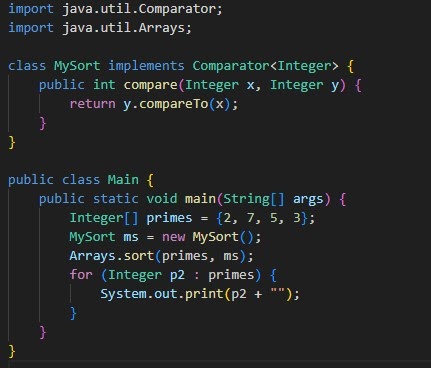 import java.util.Comparator;
import java.util.Arrays;
class MySort implements Comparator<Integer> {
public int compare(Integer x, Integer y) {
return y.compareTo(x);
}
}
public class Main {
public static void main(String[] args) {
Integer[] primes = {2, 7, 5, 3};
MySort ms = new MySort();
Arrays.sort(primes, ms);
for (Integer p2 : primes) {
System.out.print(p2 + "");
}
}
}